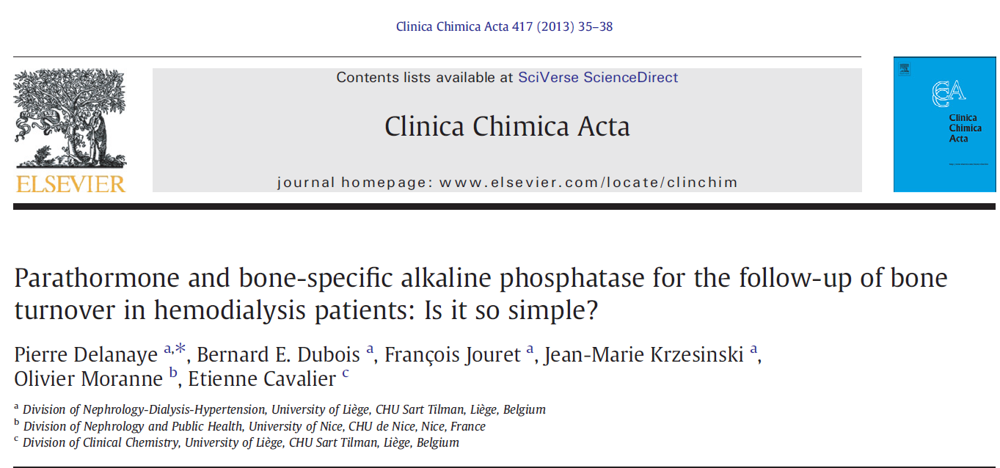 Clinica Chimica Acta 417 (2013) 35–38
Contents lists available at SciVerse ScienceDirect
Clinica Chimica Acta
journal homepage: www.elsevier.com/locate/clinchim
ELSEVIER
CCA
Clinica
Chimica
Acta
Parathormone and bone-specific alkaline phosphatase for the follow-up of bone
turnover in hemodialysis patients: Is it so simple?
Pierre Delanaye a,*, Bernard E. Dubois a, François Jouret a, Jean-Marie Krzesinski a,
Olivier Moranne b, Etienne Cavalier c
a Division of Nephrology-Dialysis-Hypertension, University of Liège, CHU Sart Tilman, Liège, Belgium
b Division of Nephrology and Public Health, University of Nice, CHU de Nice, Nice, France
c Division of Clinical Chemistry, University of Liège, CHU Sart Tilman, Liège, Belgium